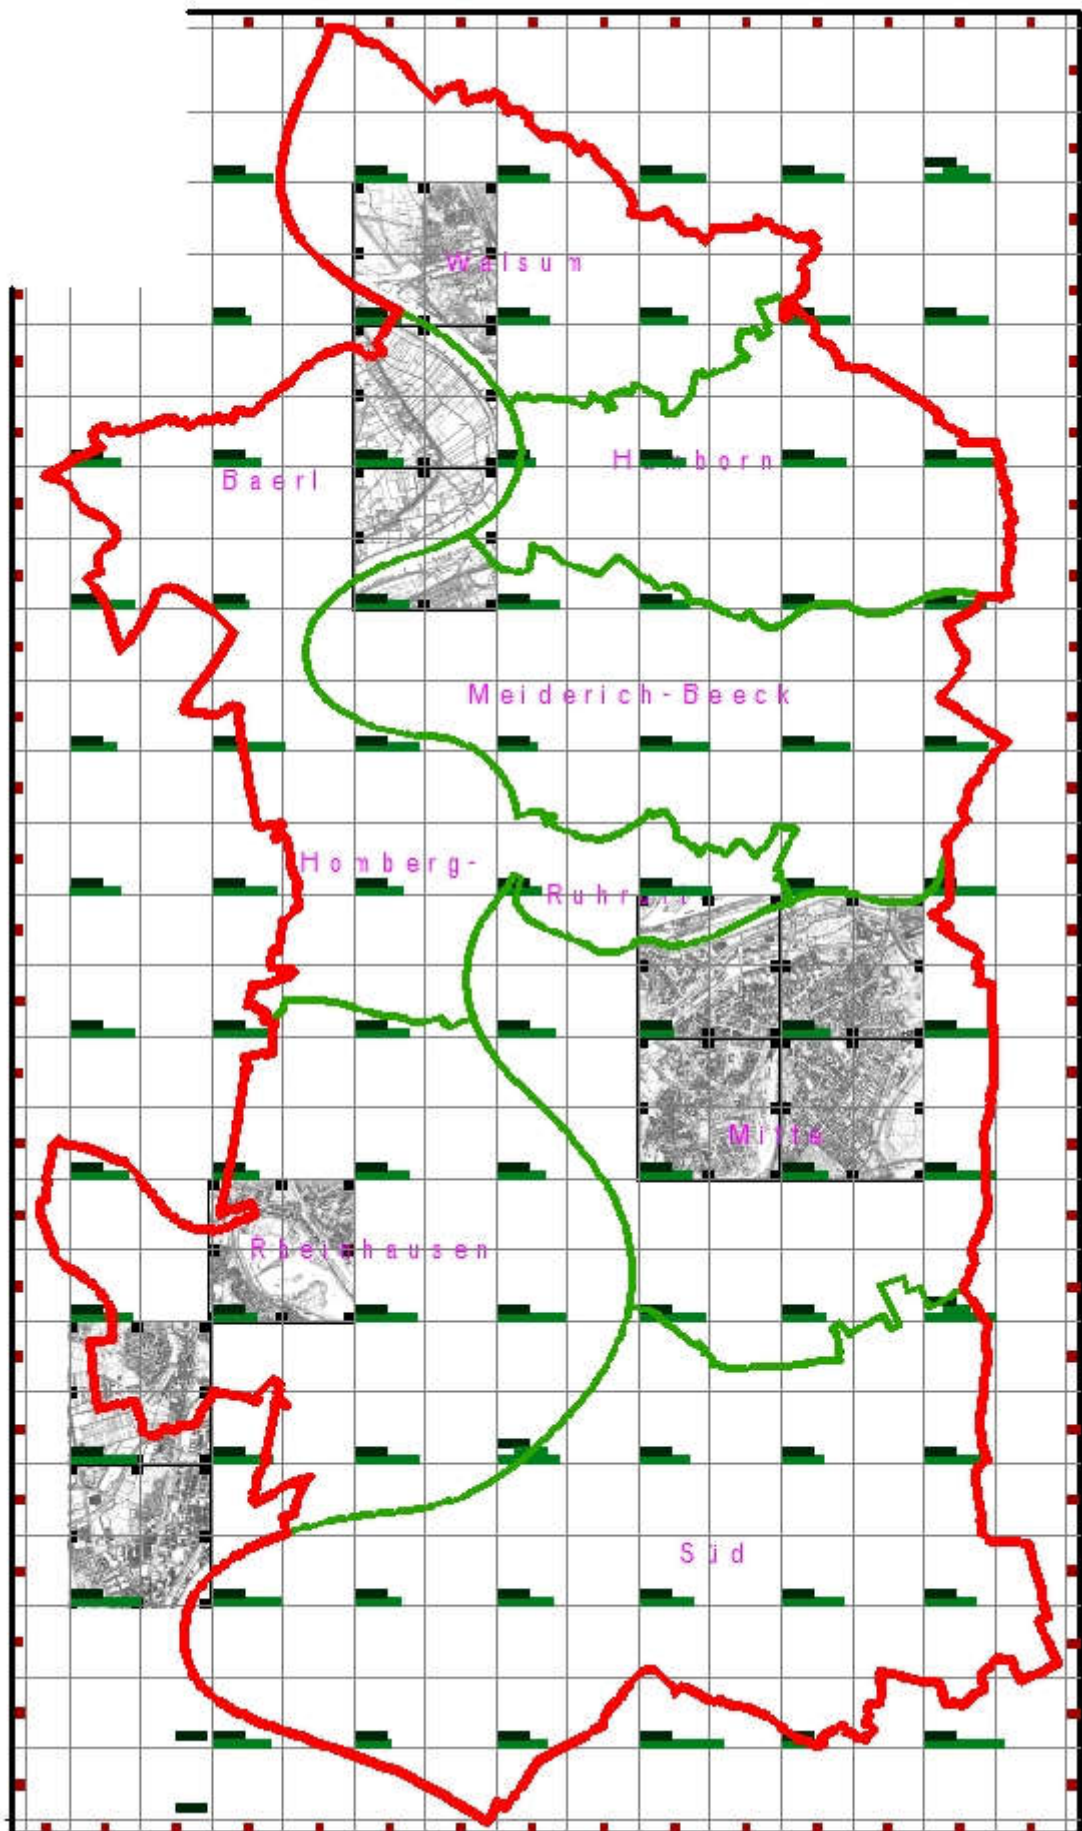 Walsum
Hamborn
Baerl
Meiderich-Beeck
Homberg-
Ruhrort
Mitte
Rheinhausen
Süd